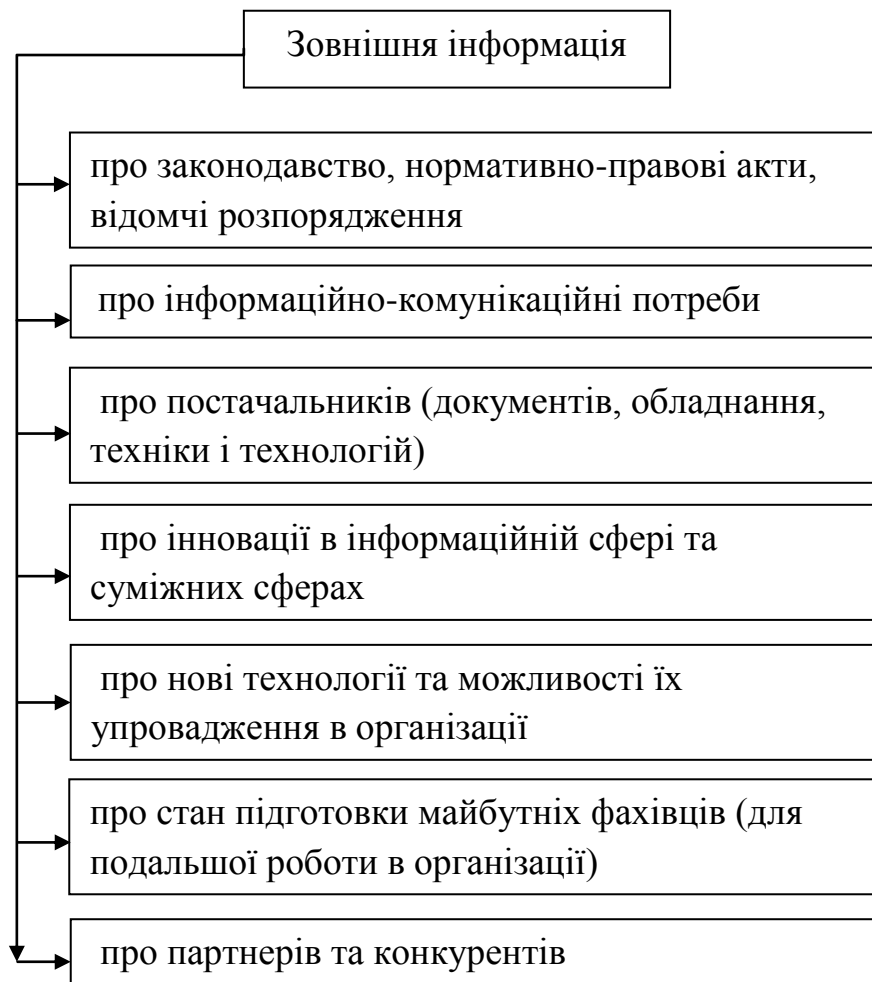 Зовнішня інформація
про законодавство, нормативно-правові акти,
відомчі розпорядження
про інформаційно-комунікаційні потреби
про постачальників (документів, обладнання,
техніки і технологій)
про інновації в інформаційній сфері та
суміжних сферах
про нові технології та можливості їх
упровадження в організації
про стан підготовки майбутніх фахівців (для
подальшої роботи в організації)
про партнерів та конкурентів